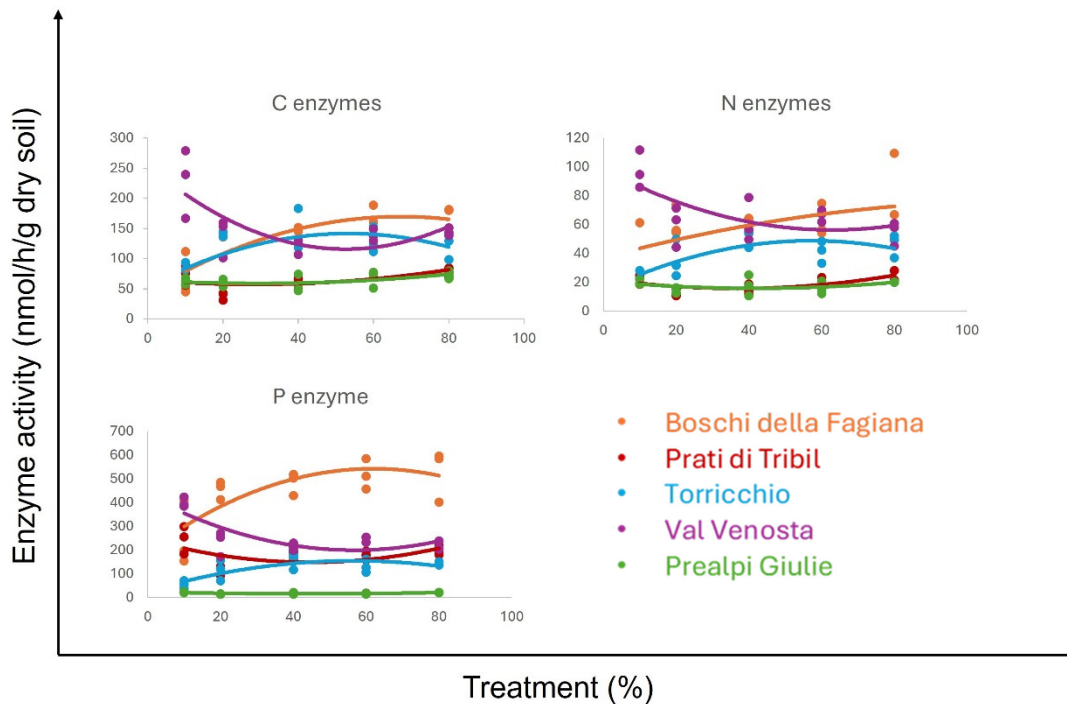 Enzyme activity (nmol/h/g dry soil)
C enzymes
300
250
200
150
100
50
0
0 20 40 60 80 100
N enzymes
120
100
80
60
40
20
0
0 20 40 60 80 100
P enzyme
700
600
500
400
300
200
100
0
0 20 40 60 80 100
Boschi della Fagiana
Prati di Tribil
Torricchio
Val Venosta
Prealpi Giulie
Treatment (%)